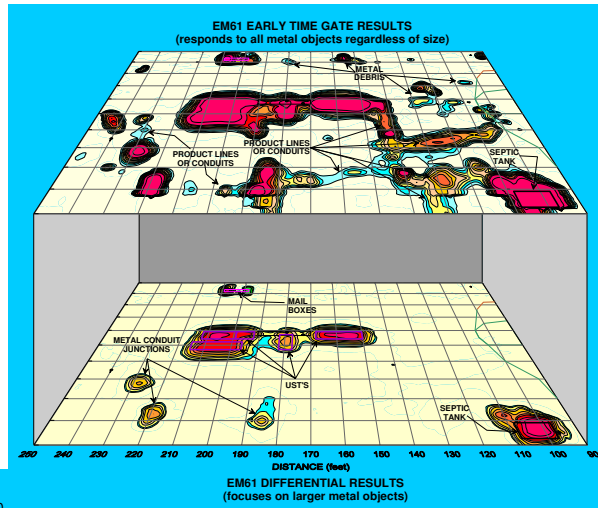 EM61 EARLY TIME GATE RESULTS
(responds to all metal objects regardless of size)
METAL
DEBRIS
PRODUCT LINES
OR CONDUITS
PRODUCT LINES
OR CONDUITS
SEPTIC
TANK
MAIL
BOXES
METAL CONDUIT
JUNCTIONS
UST'S
SEPTIC
TANK
260 240 230 220 210 200 190 180 170 160 150 140 130 120 110 100 90
DISTANCE (feet)
EM61 DIFFERENTIAL RESULTS
(focuses on larger metal objects)